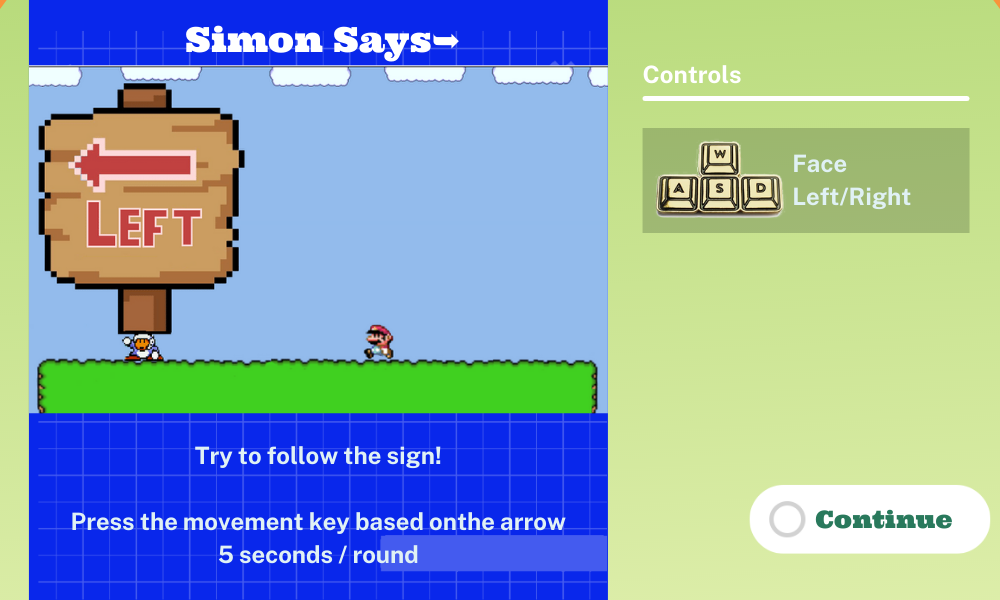 Simon Says
LEFT
Try to follow the sign!
Press the movement key based onthe arrow
5 seconds / round
Controls
W
A S D
Face
Left/Right
Continue